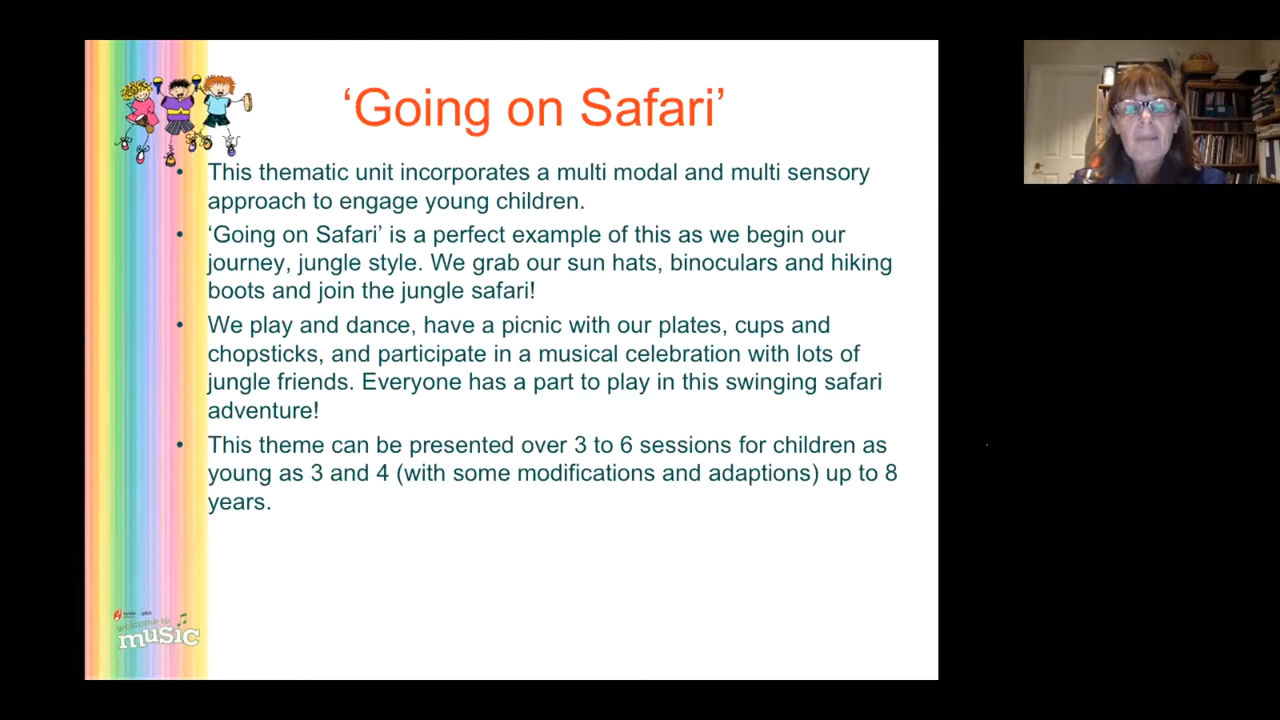 ‘Going on Safari’
• This thematic unit incorporates a multi modal and multi sensory
approach to engage young children.
• ‘Going on Safari’ is a perfect example of this as we begin our
journey, jungle style. We grab our sun hats, binoculars and hiking
boots and join the jungle safari!
• We play and dance, have a picnic with our plates, cups and
chopsticks, and participate in a musical celebration with lots of
jungle friends. Everyone has a part to play in this swinging safari
adventure!
• This theme can be presented over 3 to 6 sessions for children as
young as 3 and 4 (with some modifications and adaptions) up to 8
years.
welcome to
music